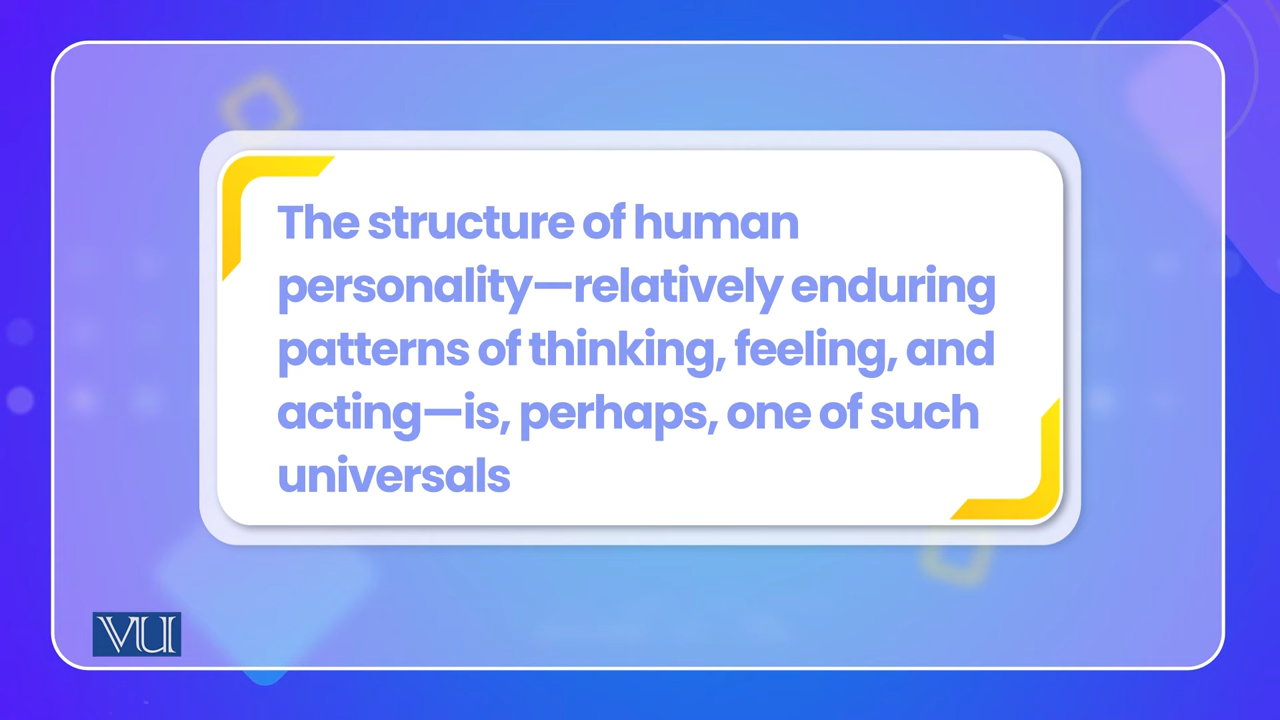 The structure of human
personality—relatively enduring
patterns of thinking, feeling, and
acting—is, perhaps, one of such
universals
VU